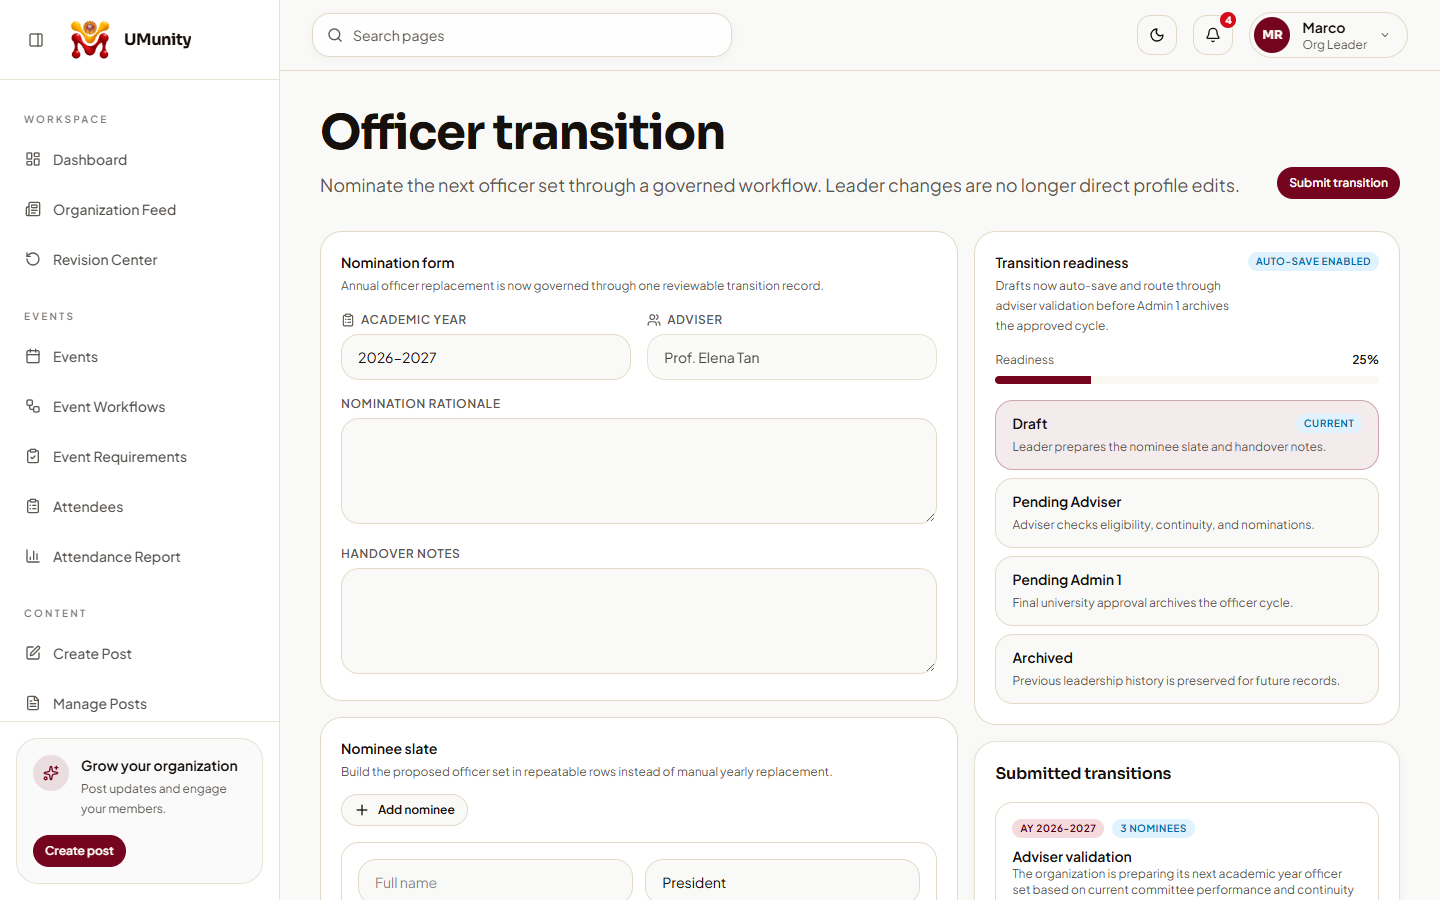 UMunity
Search pages
4
MR
Marco
Org Leader
WORKSPACE
Dashboard
Organization Feed
Revision Center
EVENTS
Events
Event Workflows
Event Requirements
Attendees
Attendance Report
CONTENT
Create Post
Manage Posts
Grow your organization
Post updates and engage
your members.
Create post
Officer transition
Nominate the next officer set through a governed workflow. Leader changes are no longer direct profile edits.
Submit transition
Nomination form
Annual officer replacement is now governed through one reviewable transition record.
ACADEMIC YEAR
ADVISER
2026-2027
Prof. Elena Tan
NOMINATION RATIONALE
HANDOVER NOTES
Nominee slate
Build the proposed officer set in repeatable rows instead of manual yearly replacement.
Add nominee
Full name
President
Transition readiness
AUTO-SAVE ENABLED
Drafts now auto-save and route through
adviser validation before Admin 1 archives
the approved cycle.
Readiness
25%
Draft
CURRENT
Leader prepares the nominee slate and handover notes.
Pending Adviser
Adviser checks eligibility, continuity, and nominations.
Pending Admin 1
Final university approval archives the officer cycle.
Archived
Previous leadership history is preserved for future records.
Submitted transitions
AY 2026-2027
3 NOMINEES
Adviser validation
The organization is preparing its next academic year officer
set based on current committee performance and continuity